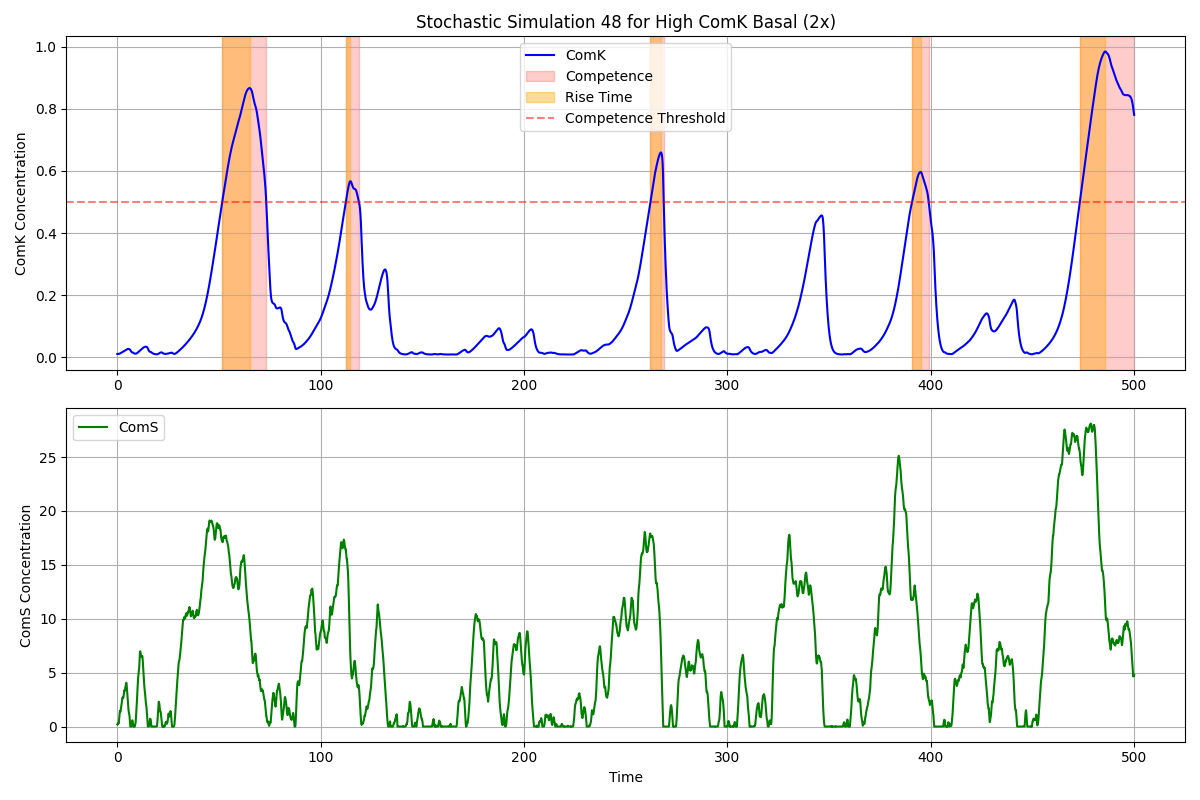 Stochastic Simulation 48 for High ComK Basal (2x)
1.0
0.8
0.6
0.4
0.2
0.0
ComK Concentration
ComK
Competence
Rise Time
Competence Threshold
0 100 200 300 400 500
25
20
15
10
5
0
ComS Concentration
ComS
0 100 200 300 400 500
Time